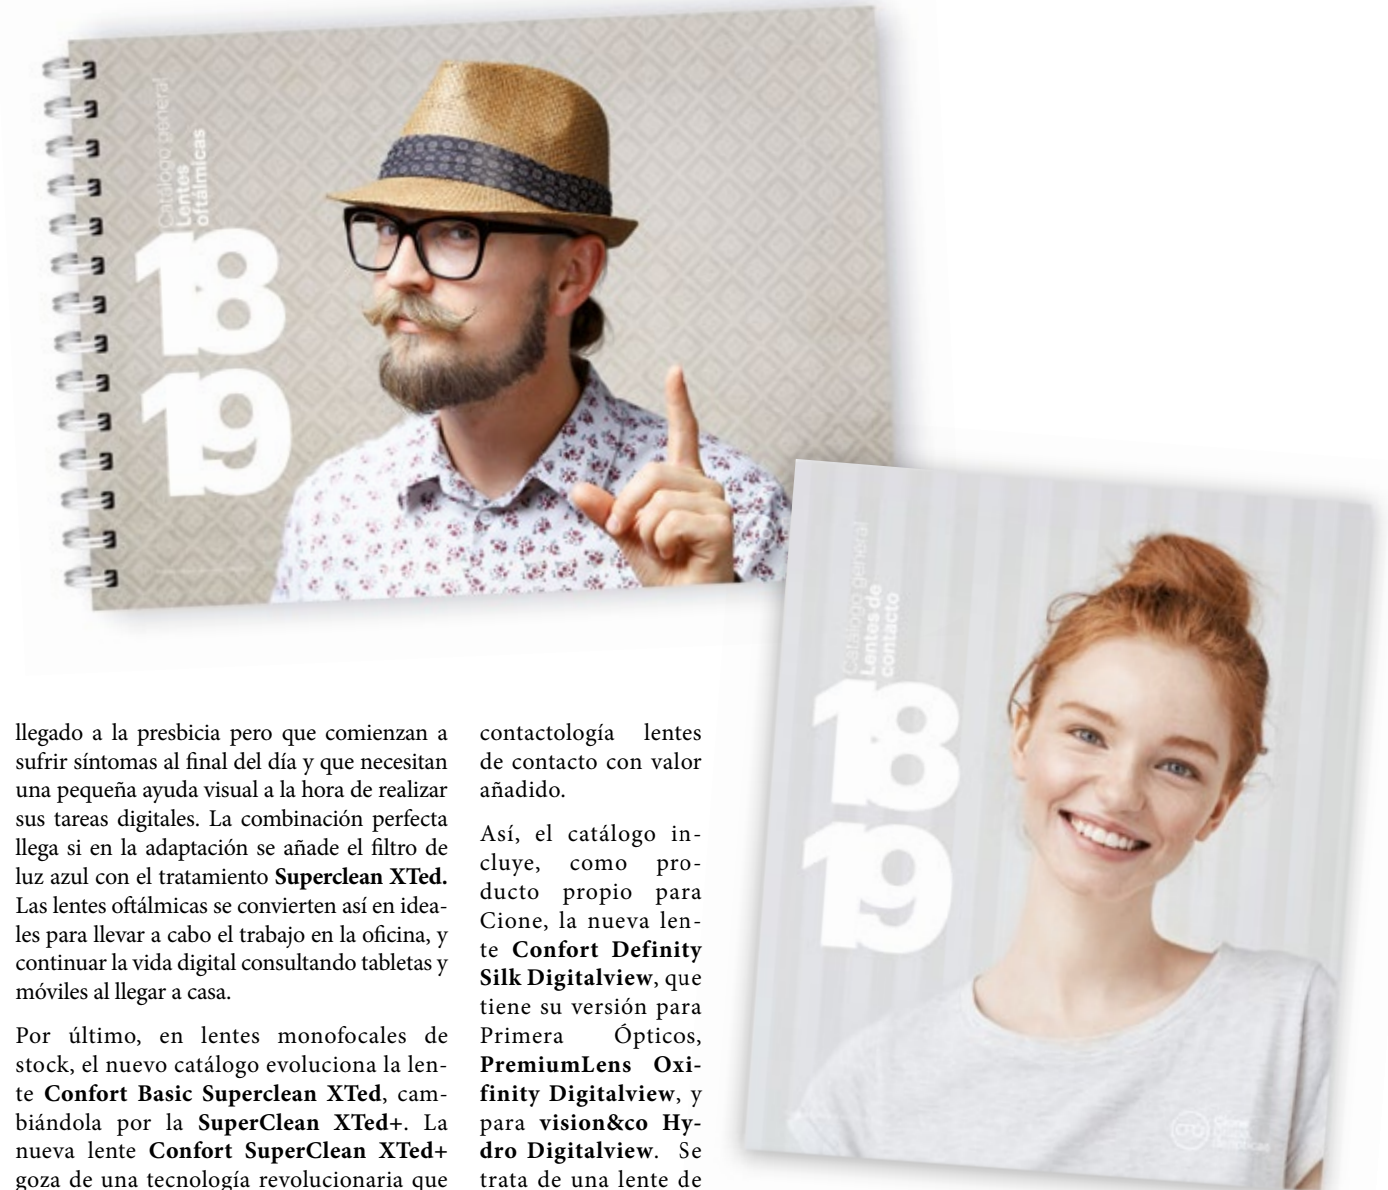 Catálogo general
Lentes
oftálmicas
18
19
Catálogo general
Lentes de
contacto
18
19
llegado a la presbicia pero que comienzan a
sufrir síntomas al final del día y que necesitan
una pequeña ayuda visual a la hora de realizar
sus tareas digitales. La combinación perfecta
llega si en la adaptación se añade el filtro de
luz azul con el tratamiento Superclean XTed.
Las lentes oftálmicas se convierten así en idea-
les para llevar a cabo el trabajo en la oficina, y
continuar la vida digital consultando tabletas y
móviles al llegar a casa.
Por último, en lentes monofocales de
stock, el nuevo catálogo evoluciona la len-
te Confort Basic Superclean XTed, cam-
biándola por la SuperClean XTed+. La
nueva lente Confort SuperClean XTed+
goza de una tecnología revolucionaria que
contactología lentes
de contacto con valor
añadido.
Así, el catálogo in-
cluye, como pro-
ducto propio para
Cione, la nueva len-
te Confort Definity
Silk Digitalview, que
tiene su versión para
Primera Ópticos,
PremiumLens Oxi-
finity Digitalview, y
para vision&co Hy-
dro Digitalview. Se
trata de una lente de